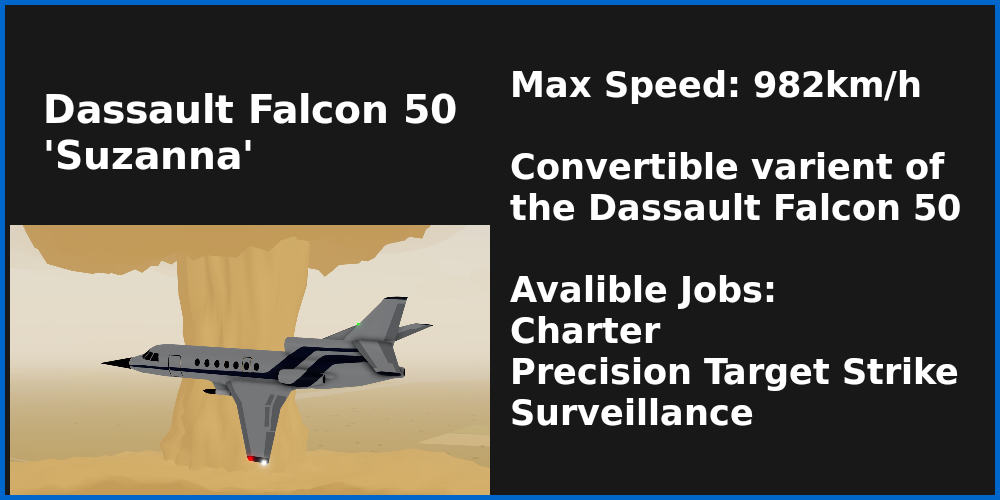 Dassault Falcon 50
'Suzanna'
Max Speed: 982km/h
Convertible varient of
the Dassault Falcon 50
Avalible Jobs:
Charter
Precision Target Strike
Surveillance